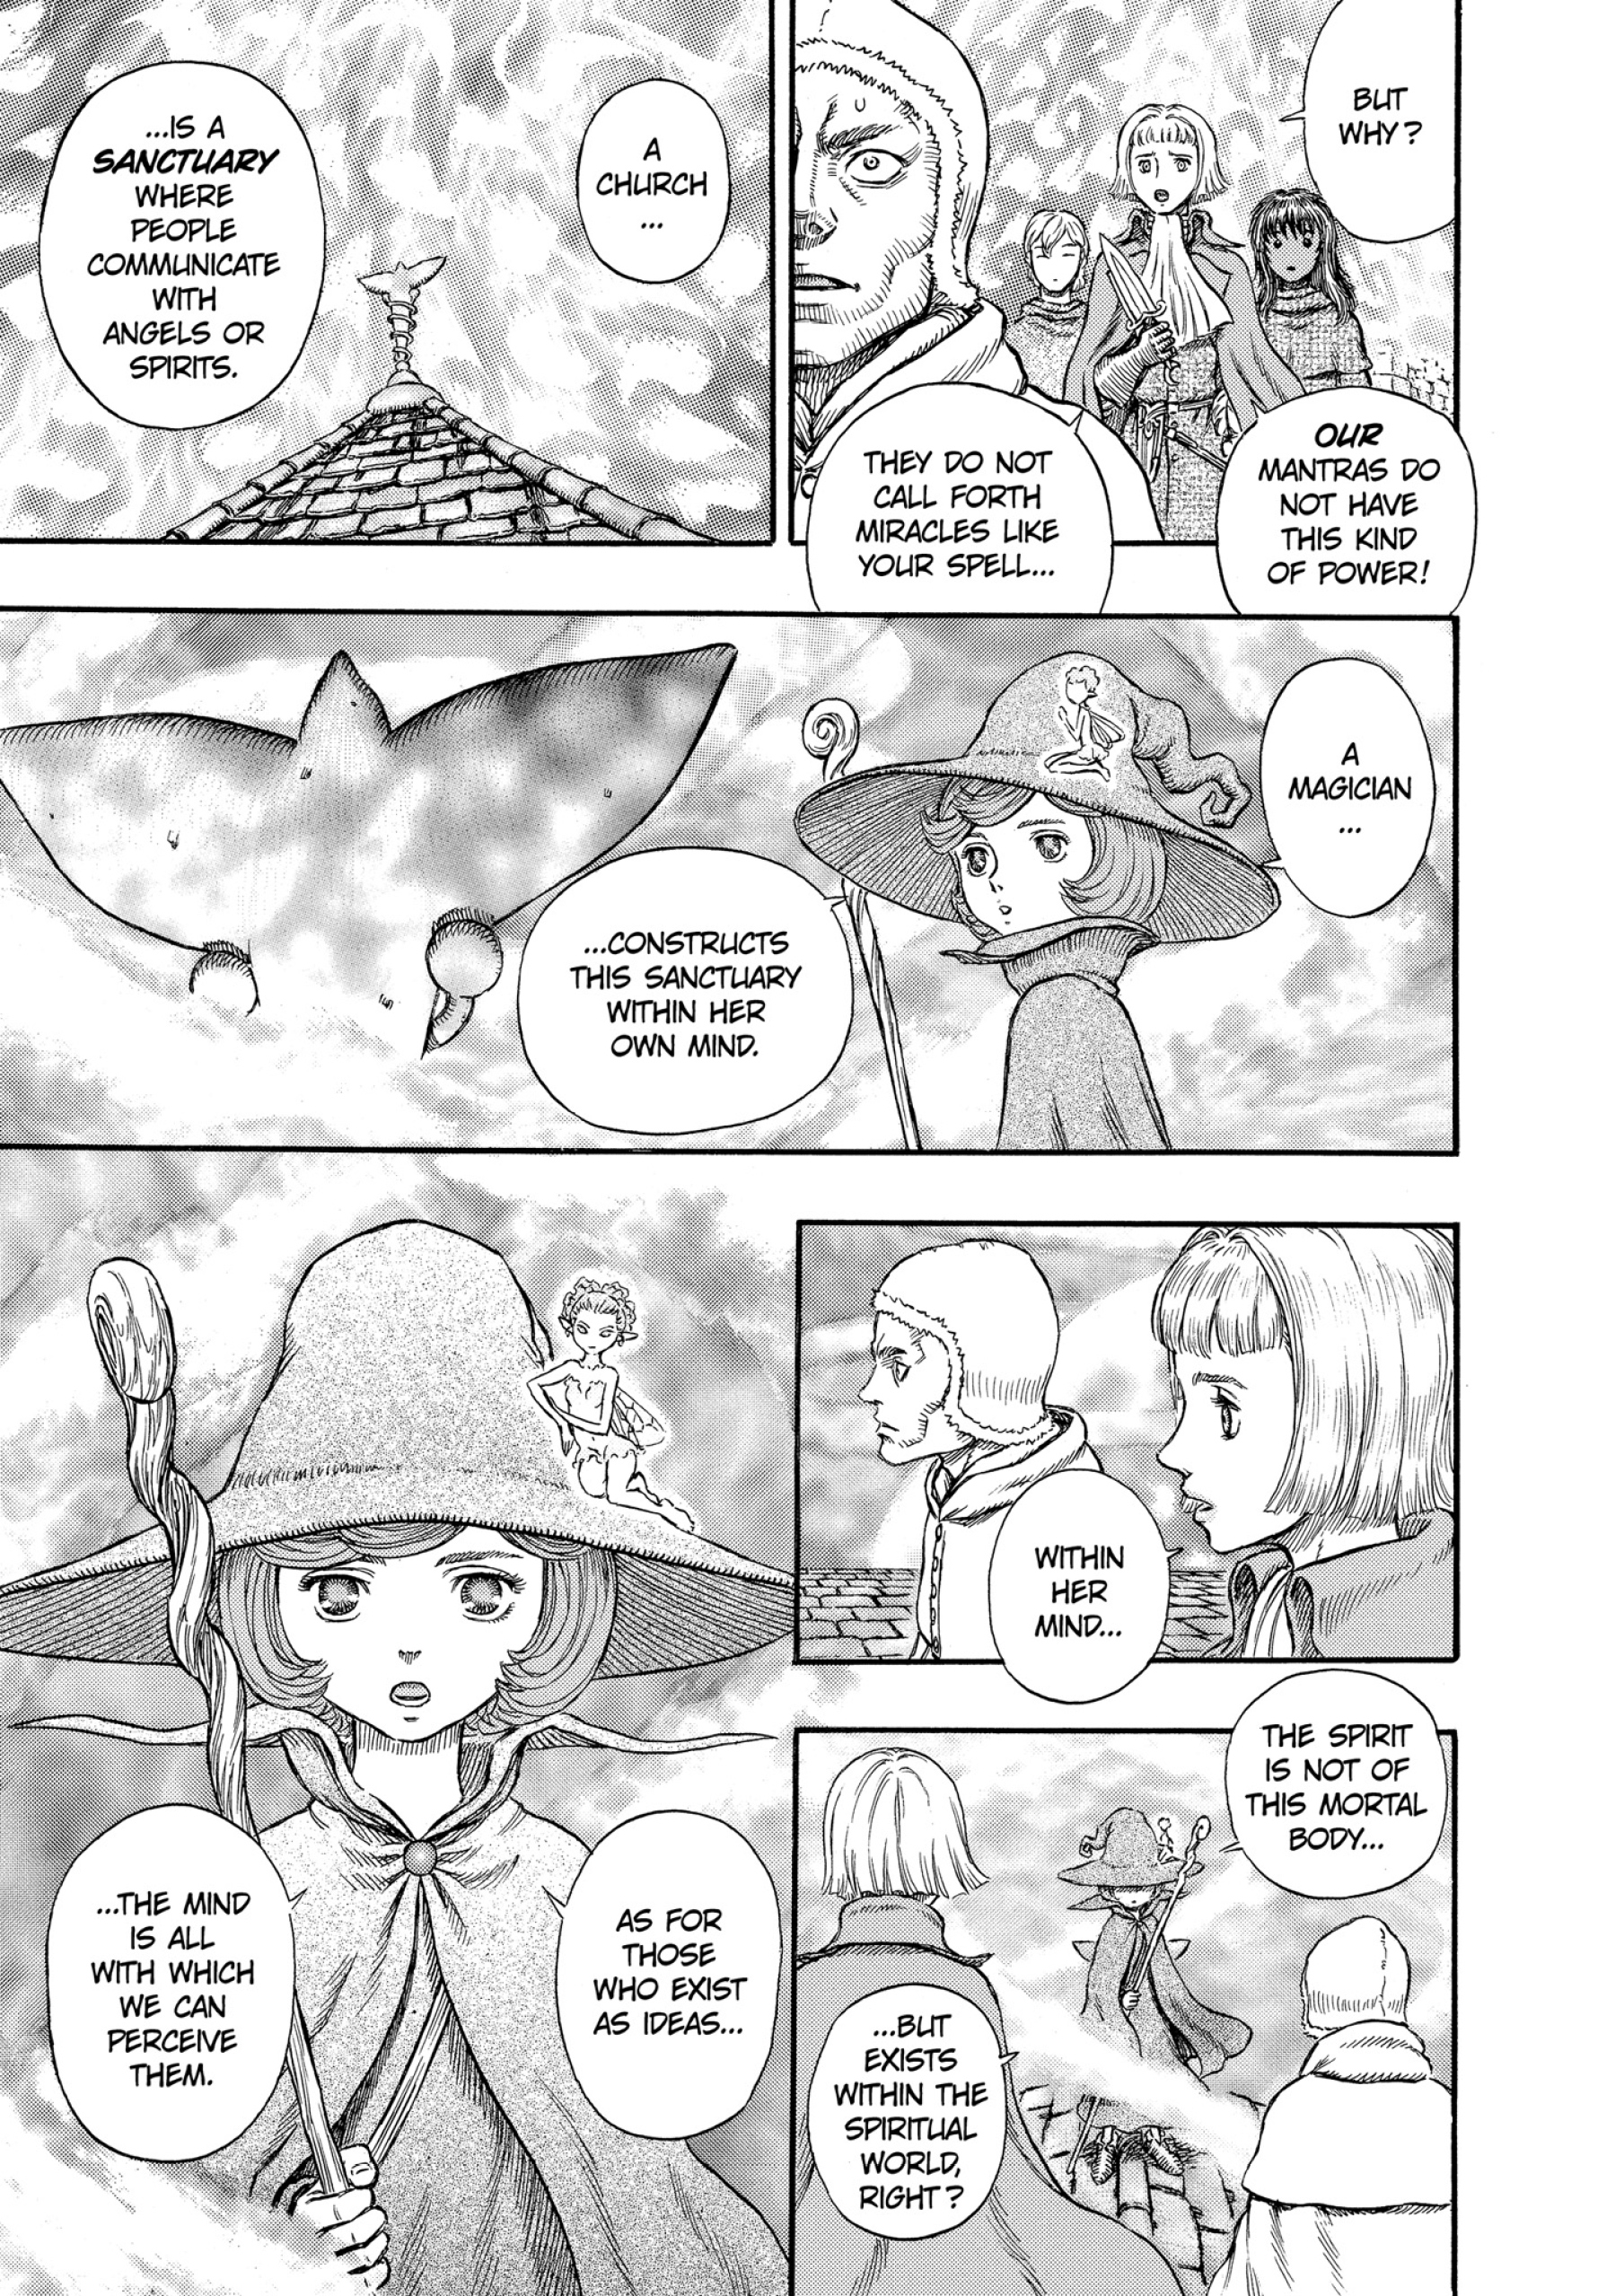 BUT
WHY?
OUR
MANTRAS DO
NOT HAVE
THIS KIND
OF POWER!
THEY DO NOT
CALL FORTH
MIRACLES LIKE
YOUR SPELL...
A
CHURCH
...
...IS A
SANCTUARY
WHERE
PEOPLE
COMMUNICATE
WITH
ANGELS OR
SPIRITS.
A
MAGICIAN
...
...CONSTRUCTS
THIS SANCTUARY
WITHIN HER
OWN MIND.
WITHIN
HER
MIND...
THE SPIRIT
IS NOT OF
THIS MORTAL
BODY...
...BUT
EXISTS
WITHIN THE
SPIRITUAL
WORLD,
RIGHT?
AS FOR
THOSE
WHO EXIST
AS IDEAS...
...THE MIND
IS ALL
WITH WHICH
WE CAN
PERCEIVE
THEM.